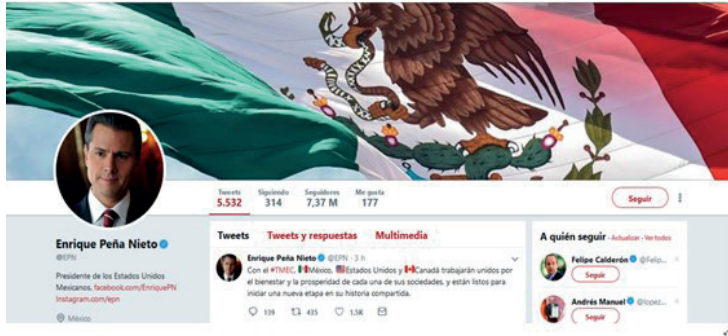 Tweets Siguiendo Seguidores Me gusta
5.532 314 7,37 M 177
Seguir
Enrique Peña Nieto
@EPN
Presidente de los Estados Unidos
Mexicanos. facebook.com/EnriquePN
Instagram.com/epn
México
Tweets Tweets y respuestas Multimedia
Enrique Peña Nieto @EPN · 3 h
Con el #TMEC, México, Estados Unidos y Canadá trabajarán unidos por
el bienestar y la prosperidad de cada una de sus sociedades, y están listos para
iniciar una nueva etapa en su historia compartida.
139 435 1.5K
A quién seguir · Actualizar · Ver todos
Felipe Calderón @Felip...
Seguir
Andrés Manuel @lopez...
Seguir